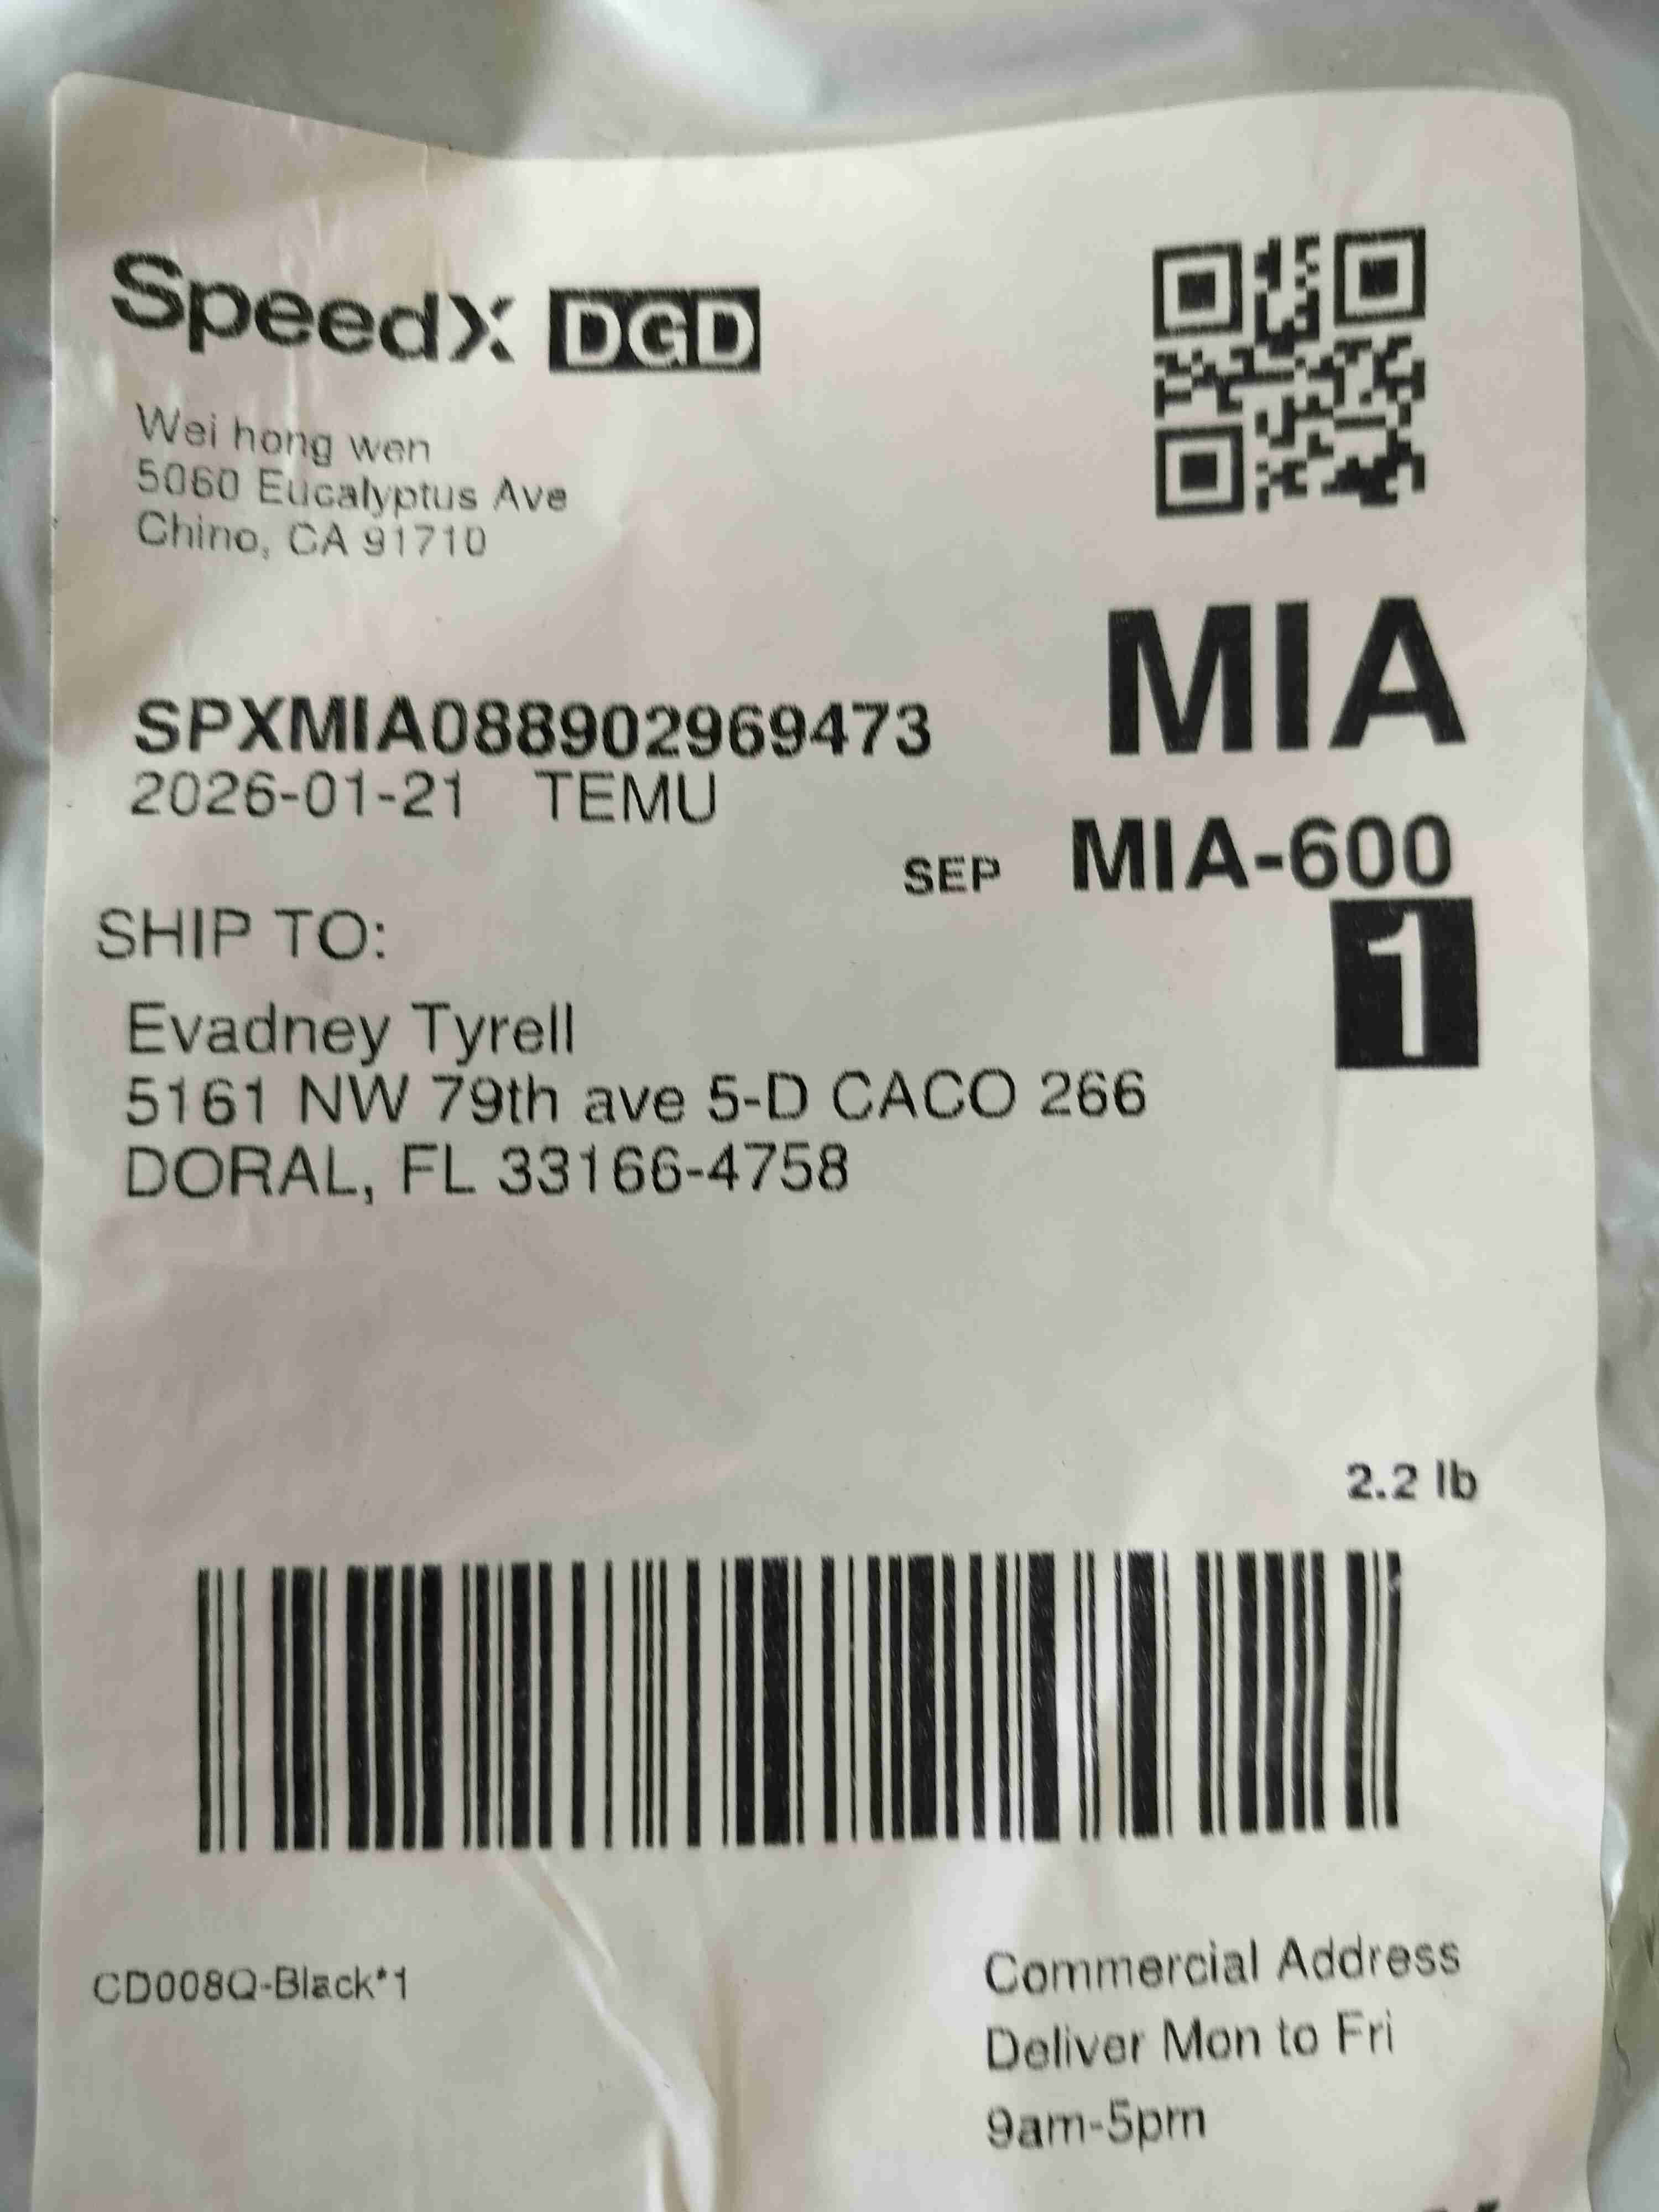 SpeedX DGD
Wei hong wen
5060 Eucalyptus Ave
Chino, CA 91710
MIA
SPXMIA088902969473
2026-01-21 TEMU
SEP MIA-600
1
SHIP TO:
Evadney Tyrell
5161 NW 79th ave 5-D CACO 266
DORAL, FL 33166-4758
2.2 lb
CD008Q-Black*1
Commercial Address
Deliver Mon to Fri
9am-5pm